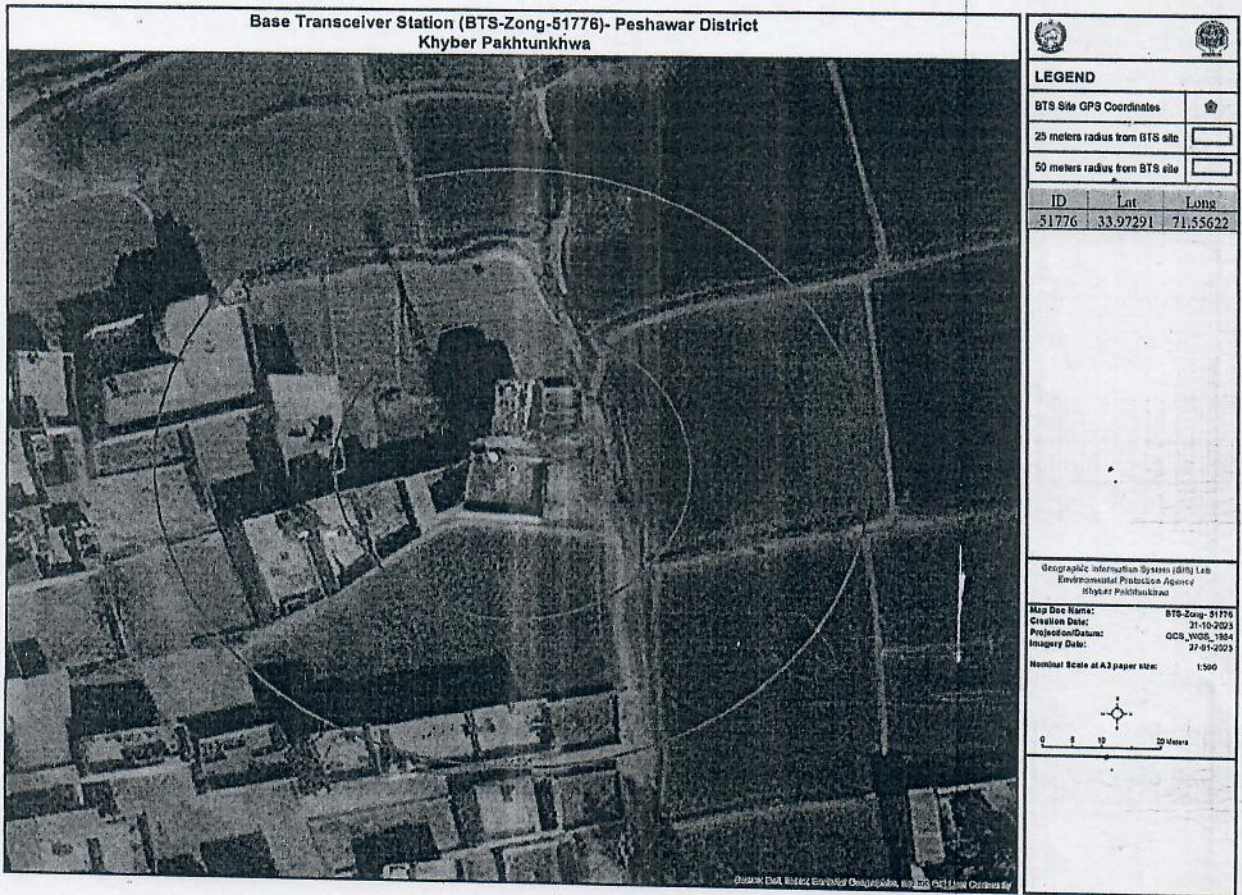 Base Transceiver Station (BTS-Zong-51776)- Peshawar District
Khyber Pakhtunkhwa
LEGEND
BTS Site GPS Coordinates
25 meters radius from BTS site
50 meters radius from BTS site
ID Lat Long
51776 33.97291 71.55622
Geographic Information System (GIS) Lab
Environmental Protection Agency
Khyber Pakhtunkhwa
Map Doc Name: BTS-Zong- 51776
Creation Date: 31-10-2023
Projection/Datum: GCS_WGS_1984
Imagery Date: 27-01-2023
Nominal Scale at A3 paper size: 1:500
0 5 10 20 Meters